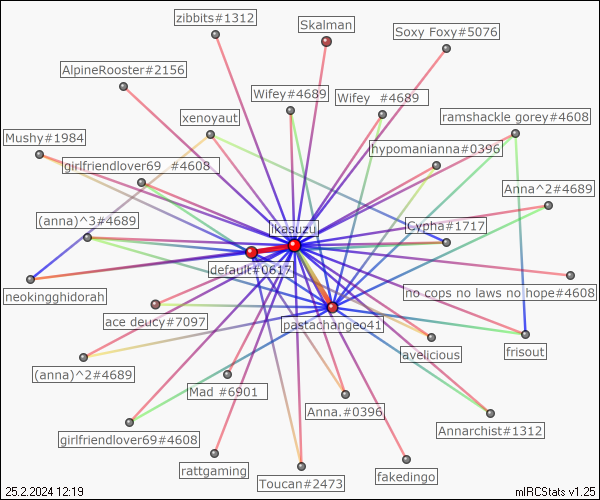 zibbits#1312
Skalman
Soxy Foxy#5076
AlpineRooster#2156
Wifey#4689
Wifey #4689
xenoyaut
ramshackle gorey#4608
Mushy#1984
hypomanianna#0396
girlfriendlover69 #4608
Anna^2#4689
(anna)^3#4689
ikasuzu
Cypha#1717
default#0617
neokingghidorah
no cops no laws no hope#4608
ace deucy#7097
pastachangeo41
avelicious
frisout
(anna)^2#4689
Mad #6901
Anna.#0396
girlfriendlover69#4608
Annarchist#1312
rattgaming
Toucan#2473
fakedingo
25.2.2024 12:19
mIRCStats v1.25